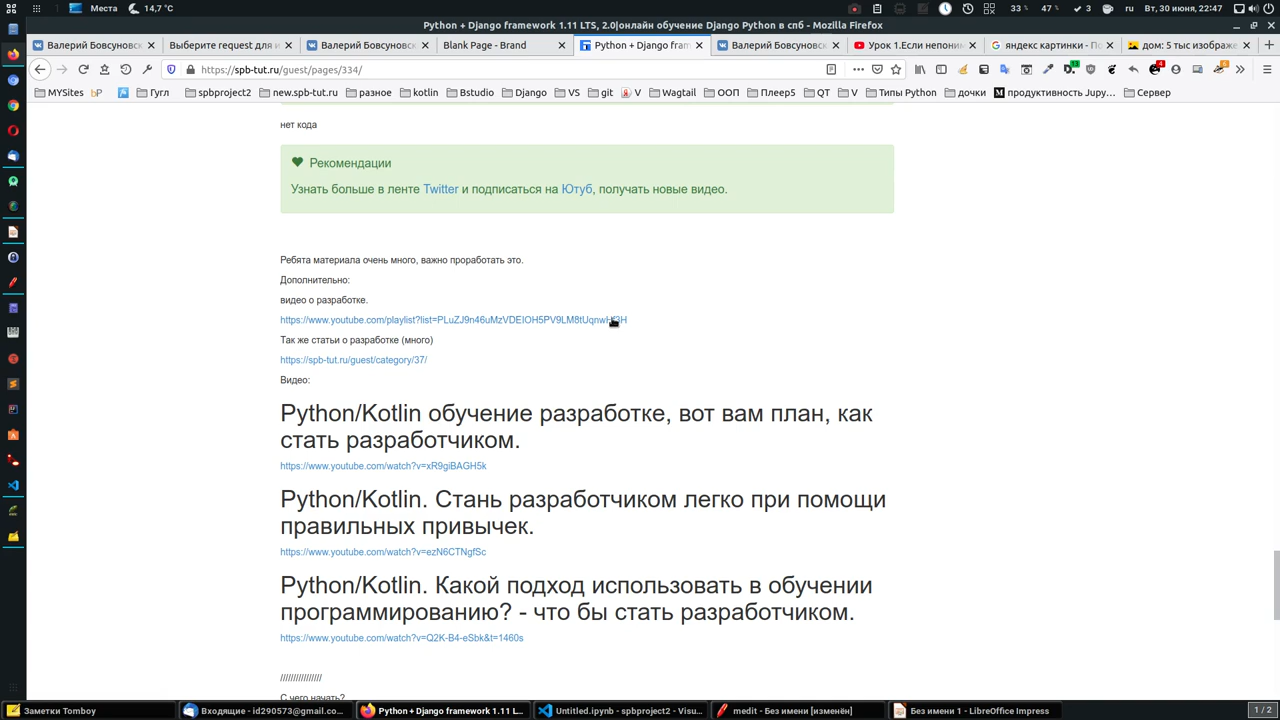 Места 14,7 °C 33 % 47 % 3 ru Вт, 30 июня, 22:47
Python + Django framework 1.11 LTS, 2.0|онлайн обучение Django Python в спб - Mozilla Firefox
Валерий Бовсуновск Выберите request для и Валерий Бовсуновск Blank Page - Brand Python + Django fram Валерий Бовсуновск Урок 1.Если непоним яндекс картинки - По дом: 5 тыс изображе
https://spb-tut.ru/guest/pages/334/
MYSites Гугл spbproject2 new.spb-tut.ru разное kotlin Bstudio Django VS git V Wagtail ООП Плеер5 QT V Типы Python дочки продуктивность Jupy… Сервер
нет кода
Рекомендации
Узнать больше в ленте Twitter и подписаться на Ютуб, получать новые видео.
Ребята материала очень много, важно проработать это.
Дополнительно:
видео о разработке.
Так же статьи о разработке (много)
https://spb-tut.ru/guest/category/37/
Видео:
Python/Kotlin обучение разработке, вот вам план, как
стать разработчиком.
https://www.youtube.com/watch?v=xR9giBAGH5k
Python/Kotlin. Стань разработчиком легко при помощи
правильных привычек.
https://www.youtube.com/watch?v=ezN6CTNgfSc
Python/Kotlin. Какой подход использовать в обучении
программированию? - что бы стать разработчиком.
https://www.youtube.com/watch?v=Q2K-B4-eSbk&t=1460s
////////////////
С чего начать?
Заметки Tomboy Входящие - id290573@gmail.co… Python + Django framework 1.11 L… Untitled.ipynb - spbproject2 - Visu… medit - Без имени [изменён] Без имени 1 - LibreOffice Impress 1 / 2